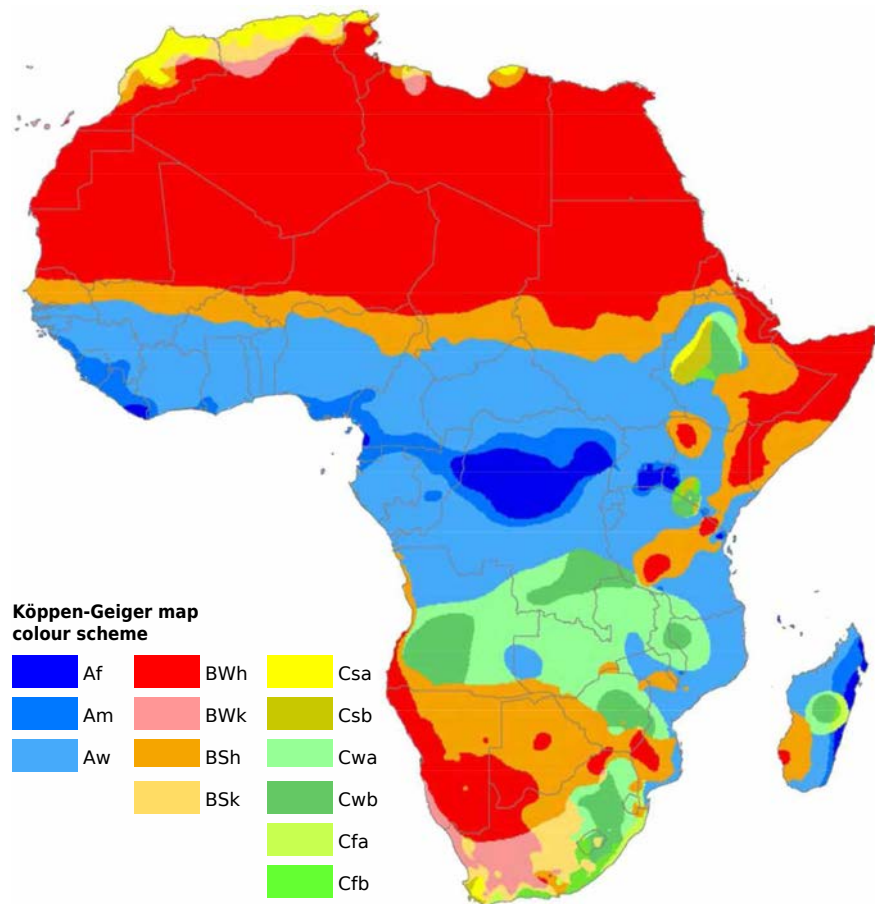 Köppen-Geiger map
colour scheme
Af
BWh
Csa
Am
BWk
Csb
Aw
BSh
Cwa
BSk
Cwb
Cfa
Cfb